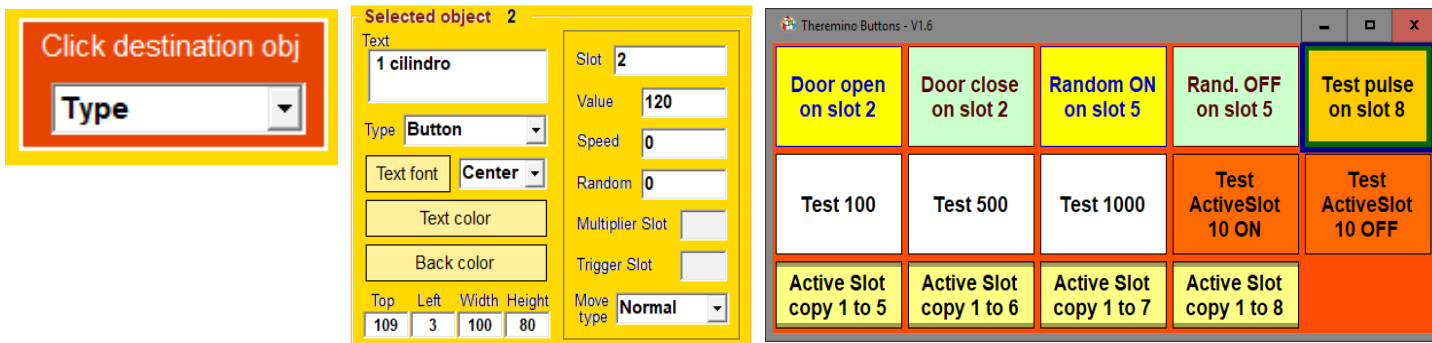 Click destination obj
Type
Selected object 2
Text
1 cilindro
Type Button
Text font Center
Text color
Back color
Top Left Width Height
109 3 100 80
Slot 2
Value 120
Speed 0
Random 0
Multiplier Slot
Trigger Slot
Move
type Normal
Theremino Buttons - V1.6
Door open
on slot 2
Door close
on slot 2
Random ON
on slot 5
Rand. OFF
on slot 5
Test pulse
on slot 8
Test 100
Test 500
Test 1000
Test
ActiveSlot
10 ON
Test
ActiveSlot
10 OFF
Active Slot
copy 1 to 5
Active Slot
copy 1 to 6
Active Slot
copy 1 to 7
Active Slot
copy 1 to 8